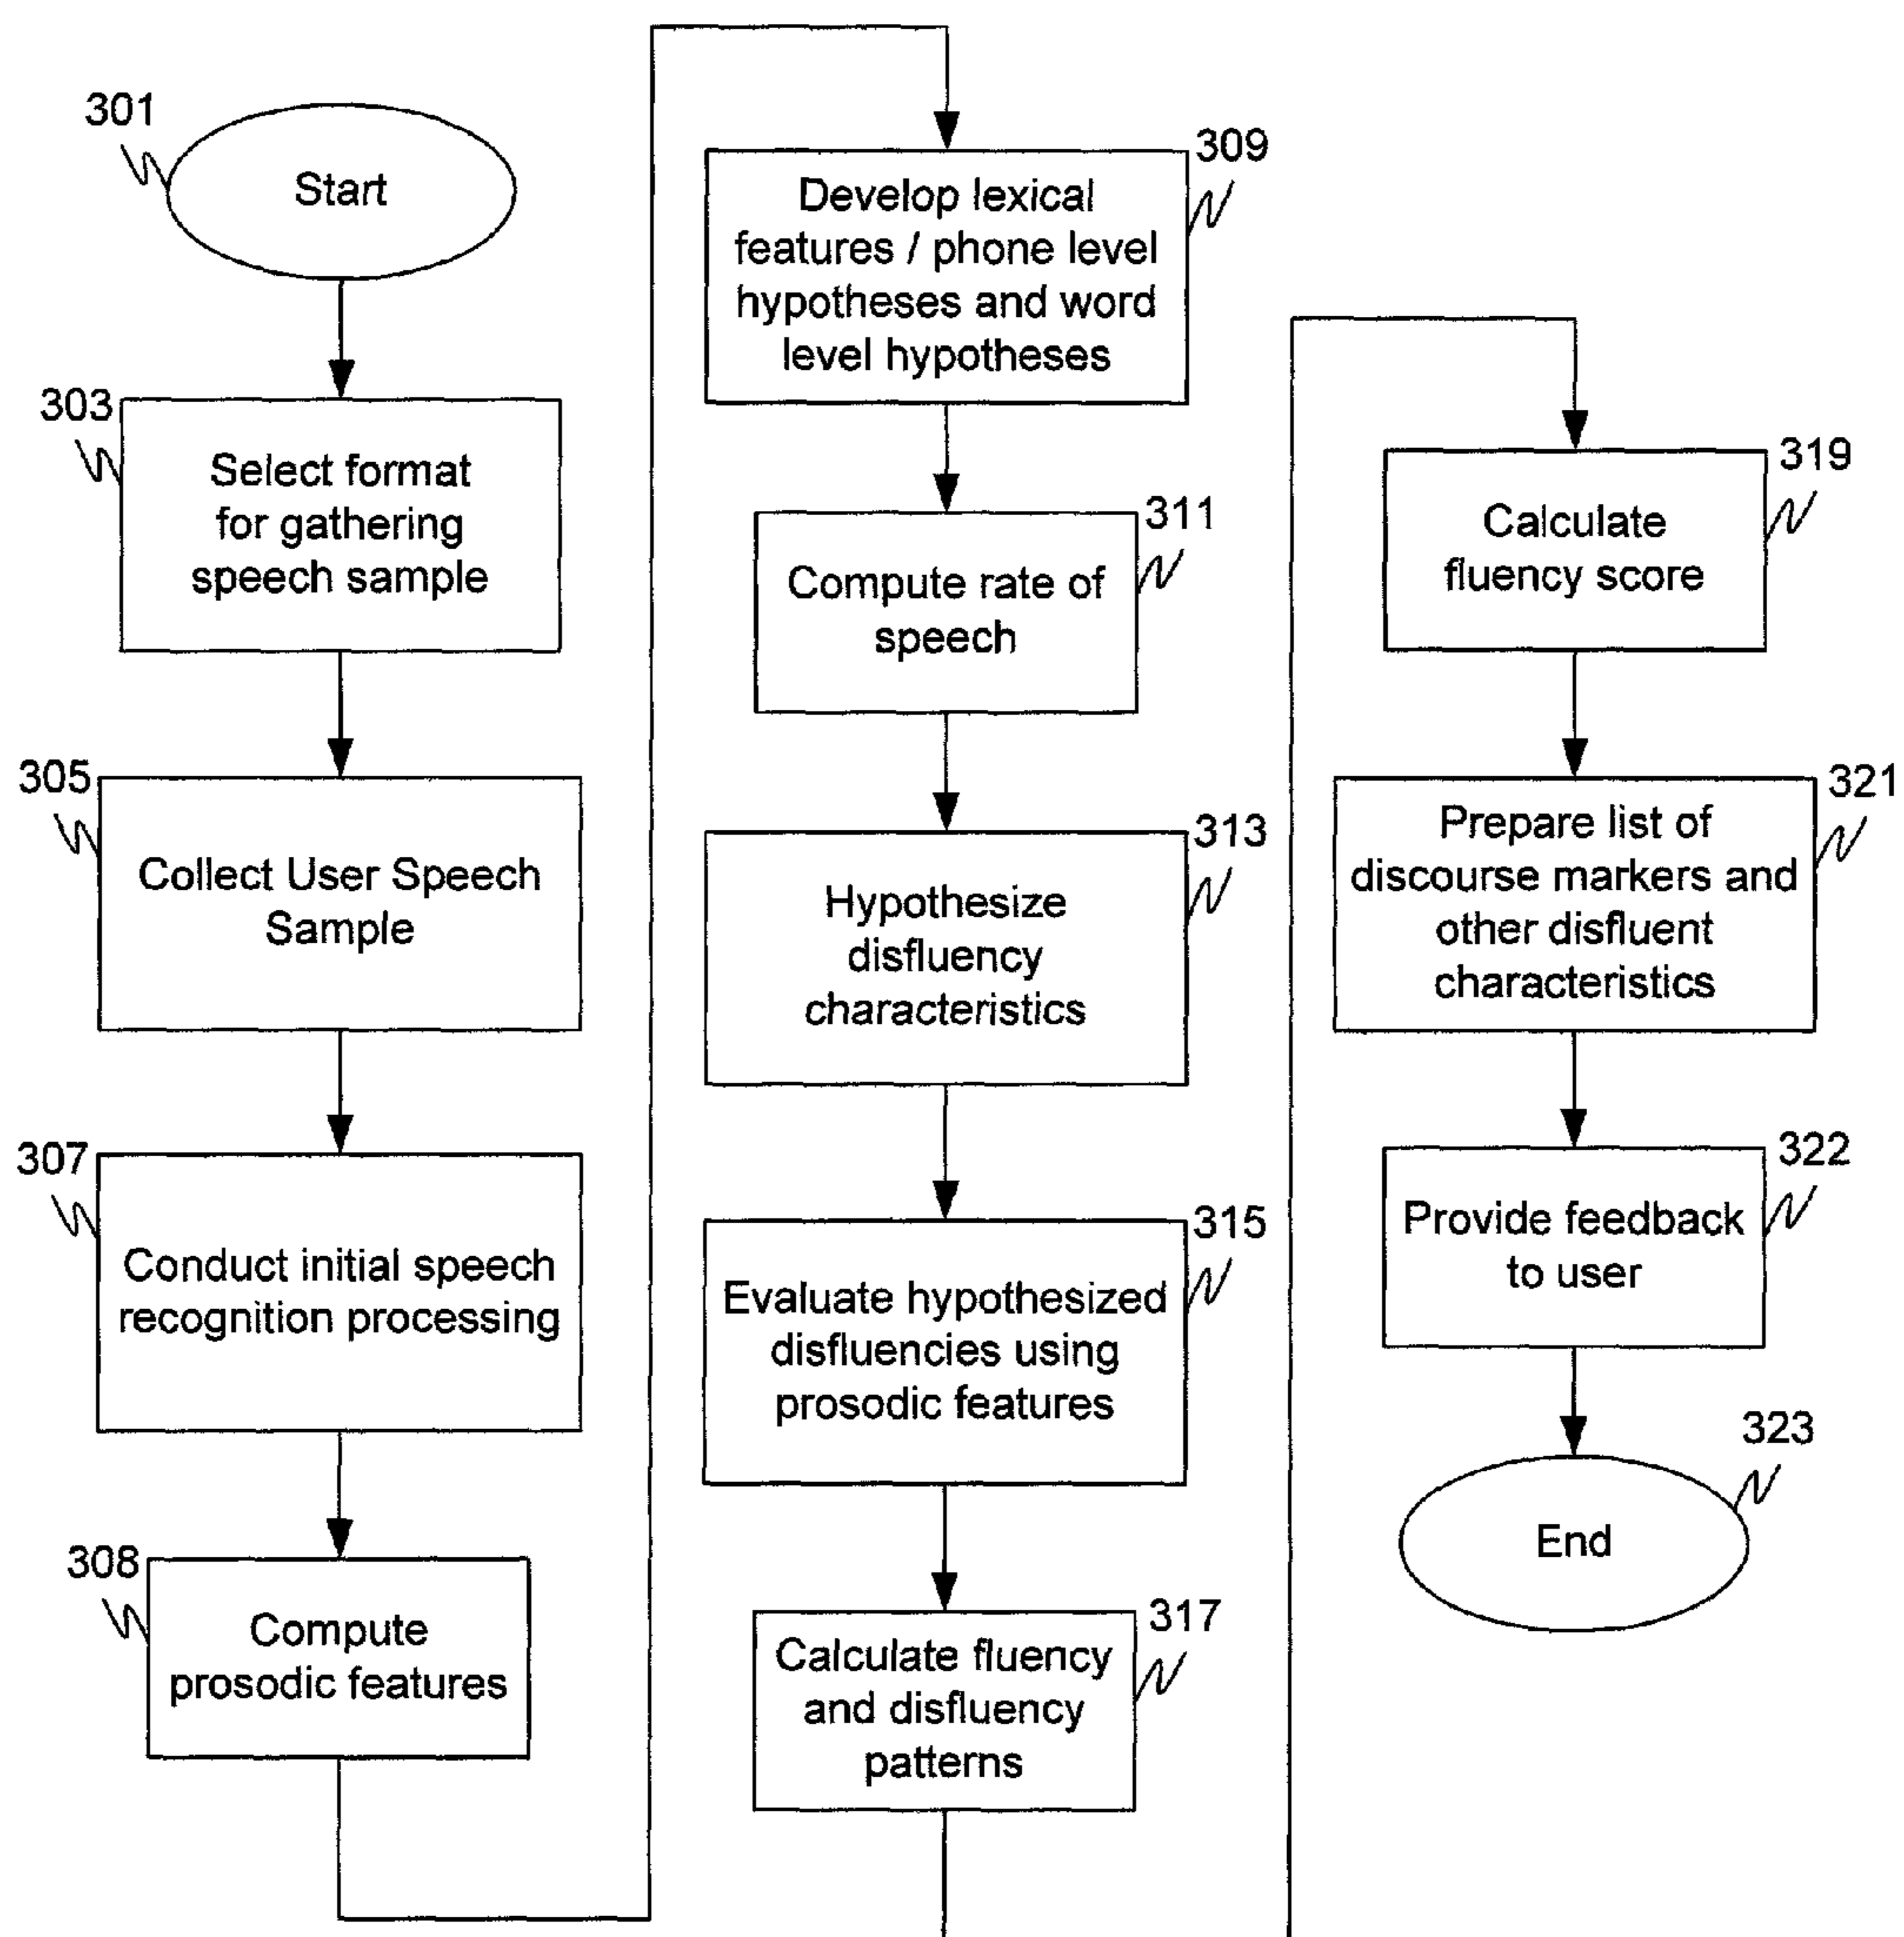 301
Start
303
Select format
for gathering
speech sample
305
Collect User Speech
Sample
307
Conduct initial speech
recognition processing
308
Compute
prosodic features
309
Develop lexical
features / phone level
hypotheses and word
level hypotheses
311
Compute rate of
speech
313
Hypothesize
disfluency
characteristics
315
Evaluate hypothesized
disfluencies using
prosodic features
317
Calculate fluency
and disfluency
patterns
319
Calculate
fluency score
321
Prepare list of
discourse markers and
other disfluent
characteristics
322
Provide feedback
to user
323
End